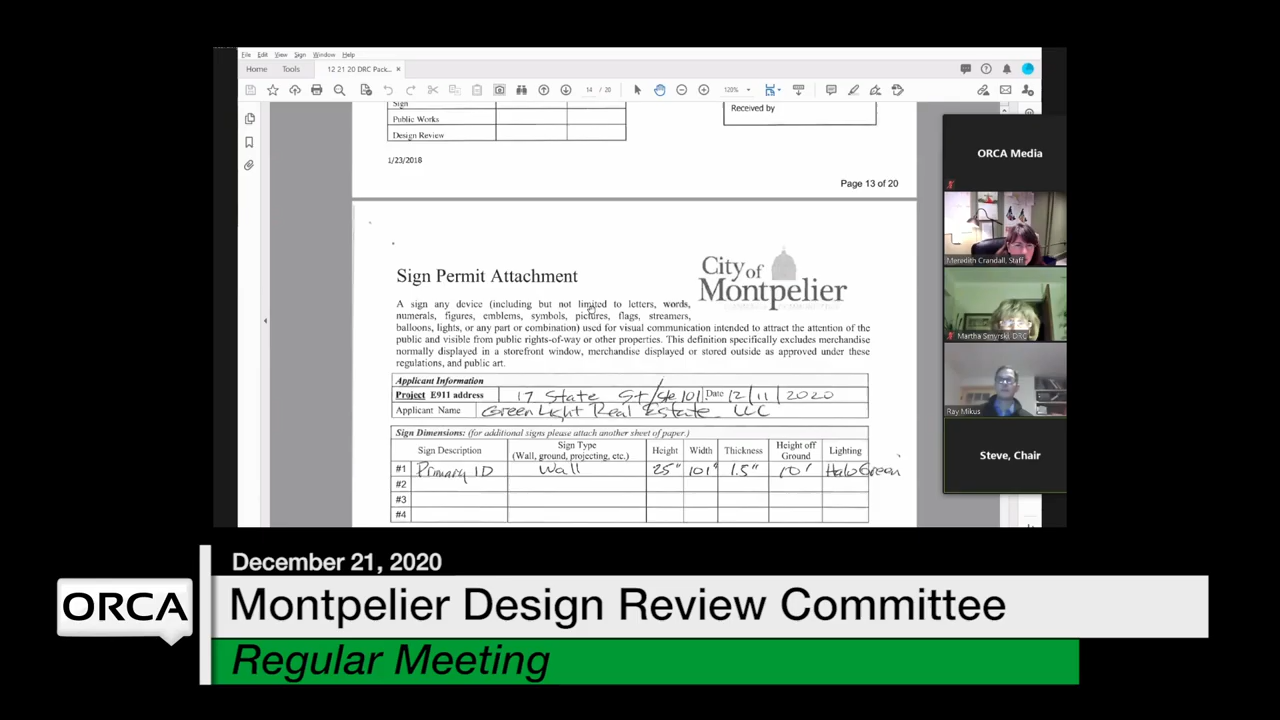 File Edit View Sign Window Help
Home Tools 12 21 20 DRC Pack... ×
14 / 20 120%
Sign
Public Works
Design Review
Received by
1/23/2018
Page 13 of 20
Sign Permit Attachment
City of
Montpelier
A sign any device (including but not limited to letters, words,
numerals, figures, emblems, symbols, pictures, flags, streamers,
balloons, lights, or any part or combination) used for visual communication intended to attract the attention of the
public and visible from public rights-of-way or other properties. This definition specifically excludes merchandise
normally displayed in a storefront window, merchandise displayed or stored outside as approved under these
regulations, and public art.
Applicant Information
Project E911 address 17 State St/Ste 101 Date 12/11/2020
Applicant Name Green Light Real Estate LLC
Sign Dimensions: (for additional signs please attach another sheet of paper.)
Sign Description Sign Type (Wall, ground, projecting, etc.) Height Width Thickness Height off Ground Lighting
#1 Primary ID Wall 25" 101" 1.5" 10' Halo Green
#2
#3
#4
ORCA Media
Meredith Crandall, Staff
Martha Smyrski, DRC
Ray Mikus
Steve, Chair
December 21, 2020
ORCA
Montpelier Design Review Committee
Regular Meeting